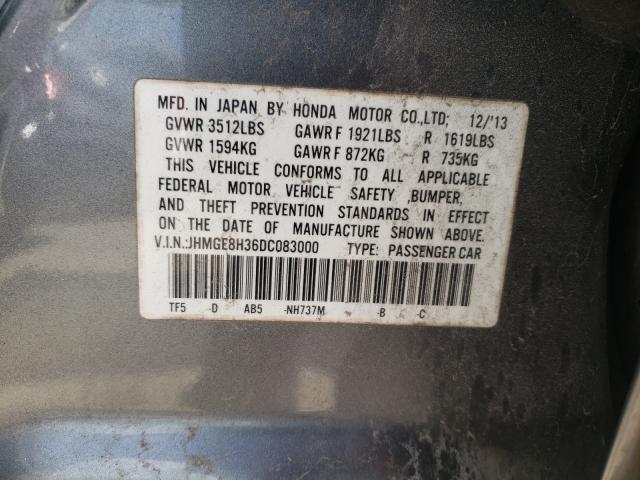 MFD. IN JAPAN BY HONDA MOTOR CO.,LTD; 12/'13
GVWR 3512LBS GAWR F 1921LBS R 1619LBS
GVWR 1594KG GAWR F 872KG R 735KG
THIS VEHICLE CONFORMS TO ALL APPLICABLE
FEDERAL MOTOR VEHICLE SAFETY ,BUMPER,
AND THEFT PREVENTION STANDARDS IN EFFECT
ON THE DATE OF MANUFACTURE SHOWN ABOVE.
V.I.N.:JHMGE8H36DC083000 TYPE: PASSENGER CAR
TF5 -D AB5 -NH737M -B -C